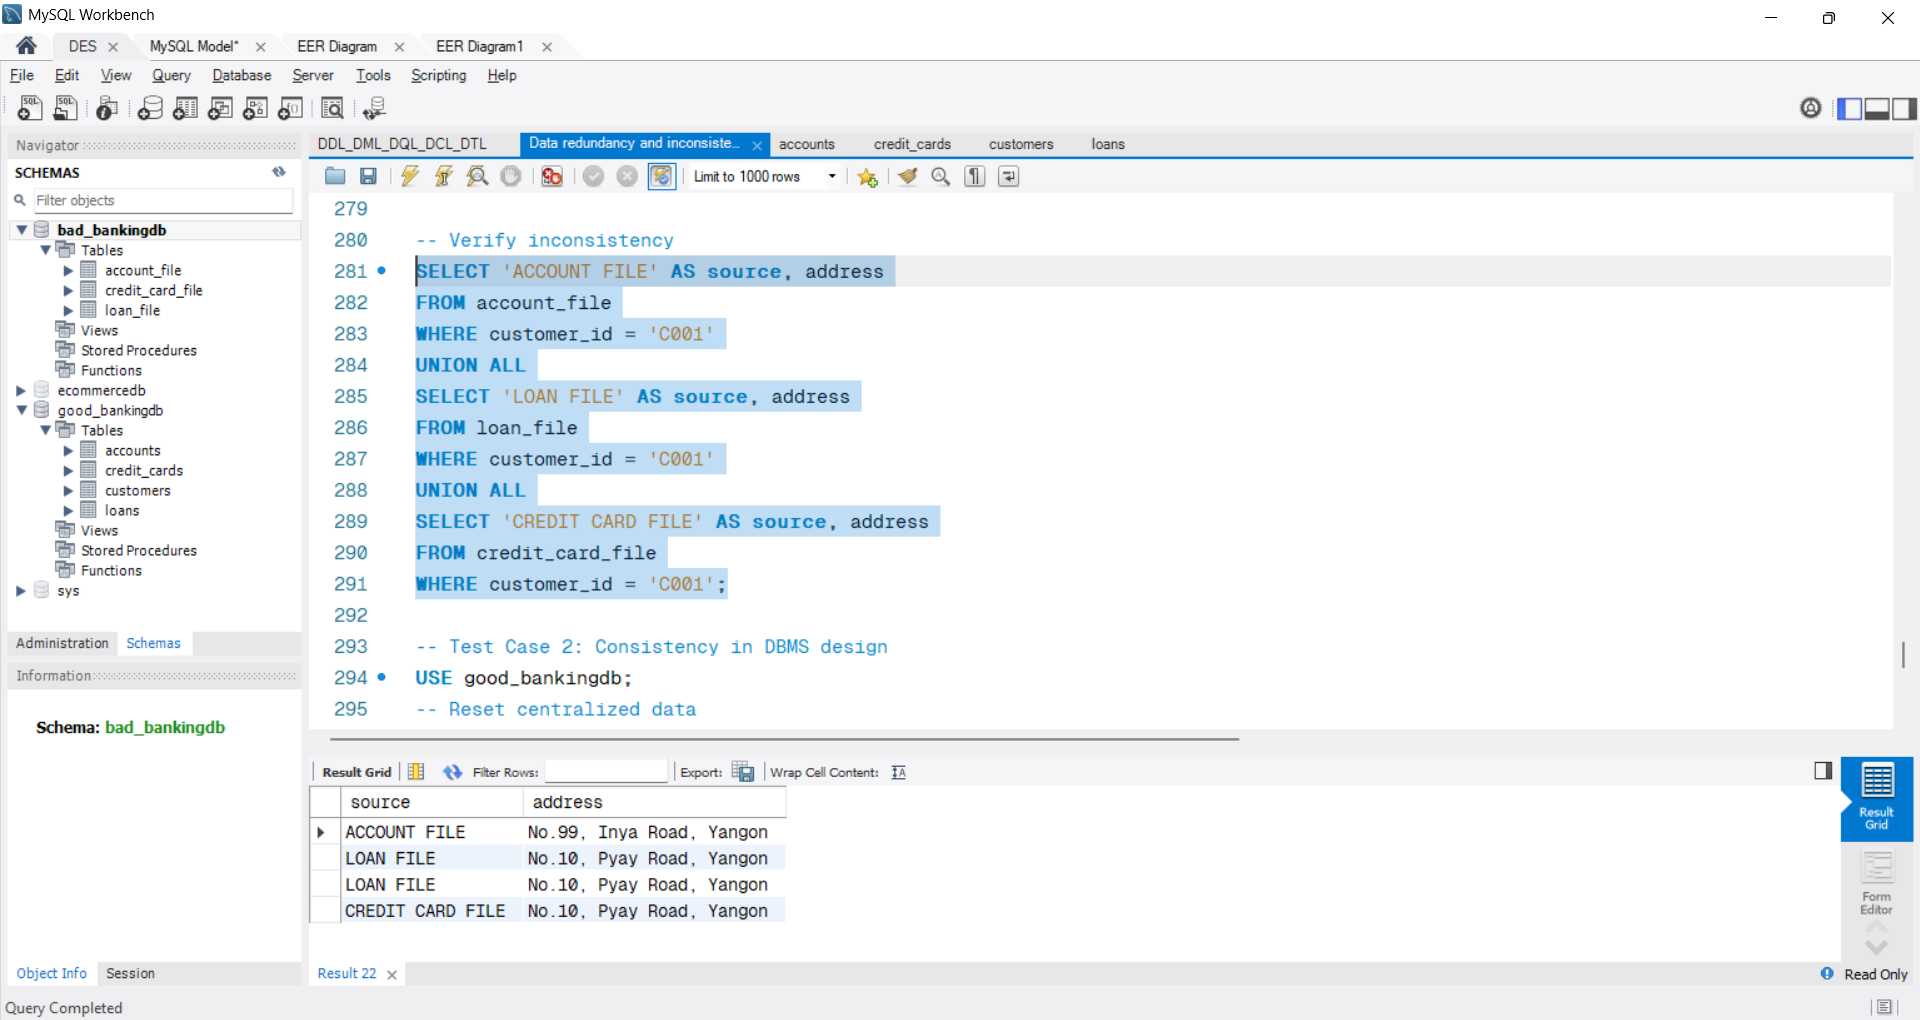 MySQL Workbench
DES
MySQL Model*
EER Diagram
EER Diagram1
File Edit View Query Database Server Tools Scripting Help
Navigator
SCHEMAS
Filter objects
bad_bankingdb
Tables
account_file
credit_card_file
loan_file
Views
Stored Procedures
Functions
ecommercedb
good_bankingdb
Tables
accounts
credit_cards
customers
loans
Views
Stored Procedures
Functions
sys
Administration Schemas
Information
Schema: bad_bankingdb
Object Info Session
DDL_DML_DQL_DCL_DTL
Data redundancy and inconsiste...
accounts
credit_cards
customers
loans
Limit to 1000 rows
279
280 -- Verify inconsistency
281 SELECT 'ACCOUNT FILE' AS source, address
282 FROM account_file
283 WHERE customer_id = 'C001'
284 UNION ALL
285 SELECT 'LOAN FILE' AS source, address
286 FROM loan_file
287 WHERE customer_id = 'C001'
288 UNION ALL
289 SELECT 'CREDIT CARD FILE' AS source, address
290 FROM credit_card_file
291 WHERE customer_id = 'C001';
292
293 -- Test Case 2: Consistency in DBMS design
294 USE good_bankingdb;
295 -- Reset centralized data
Result Grid Filter Rows: Export: Wrap Cell Content:
source address
ACCOUNT FILE No.99, Inya Road, Yangon
LOAN FILE No.10, Pyay Road, Yangon
LOAN FILE No.10, Pyay Road, Yangon
CREDIT CARD FILE No.10, Pyay Road, Yangon
Result
Grid
Form
Editor
Result 22
Read Only
Query Completed